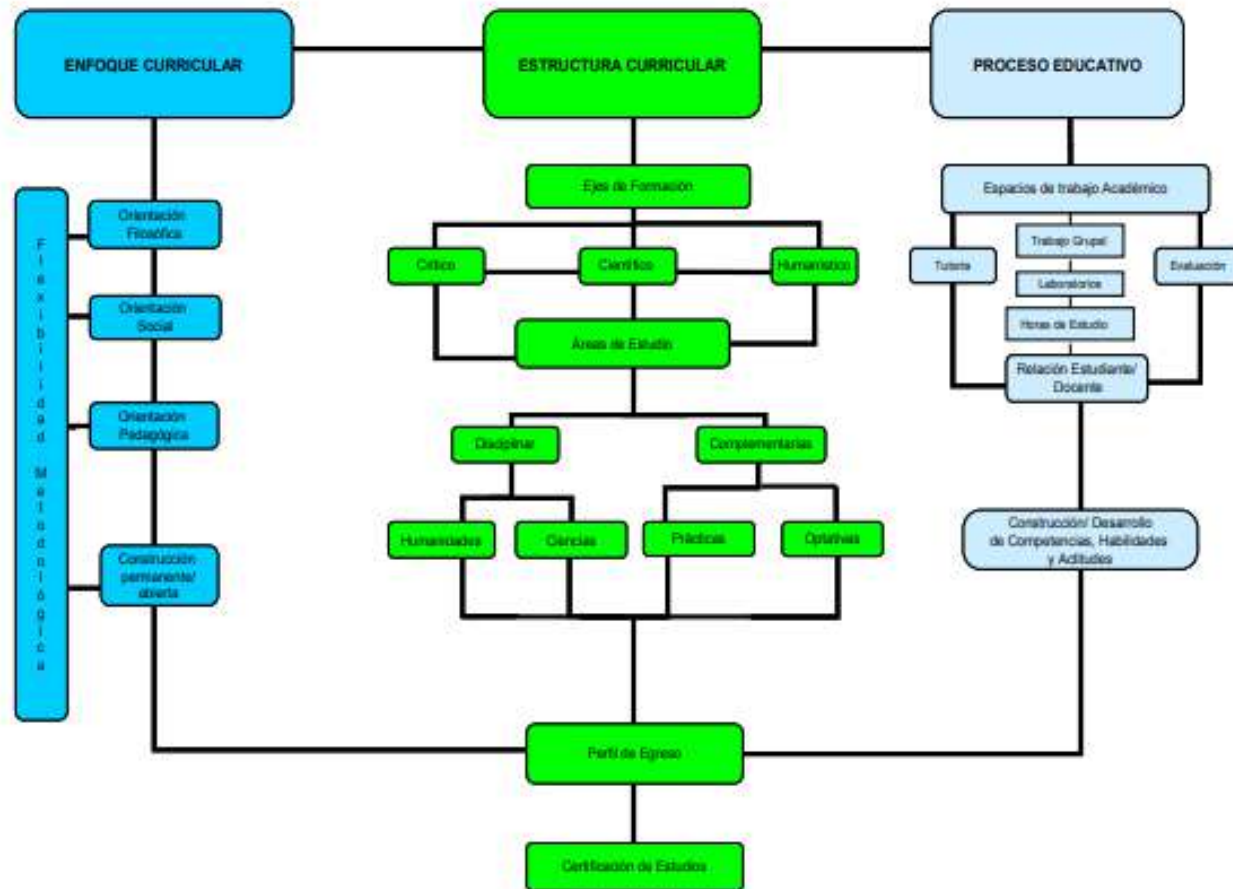 ENFOQUE CURRICULAR
ESTRUCTURA CURRICULAR
PROCESO EDUCATIVO
Flexibilidad Metodológica
Orientación
Filosófica
Orientación
Social
Orientación
Pedagógica
Construcción
permanente/
abierta
Ejes de Formación
Crítico
Científico
Humanístico
Áreas de Estudio
Disciplinar
Complementarias
Humanidades
Ciencias
Prácticas
Optativas
Espacios de trabajo Académico
Tutoría
Trabajo Grupal
Laboratorios
Horas de Estudio
Evaluación
Relación Estudiante/
Docente
Construcción/ Desarrollo
de Competencias, Habilidades
y Actitudes
Perfil de Egreso
Certificación de Estudios